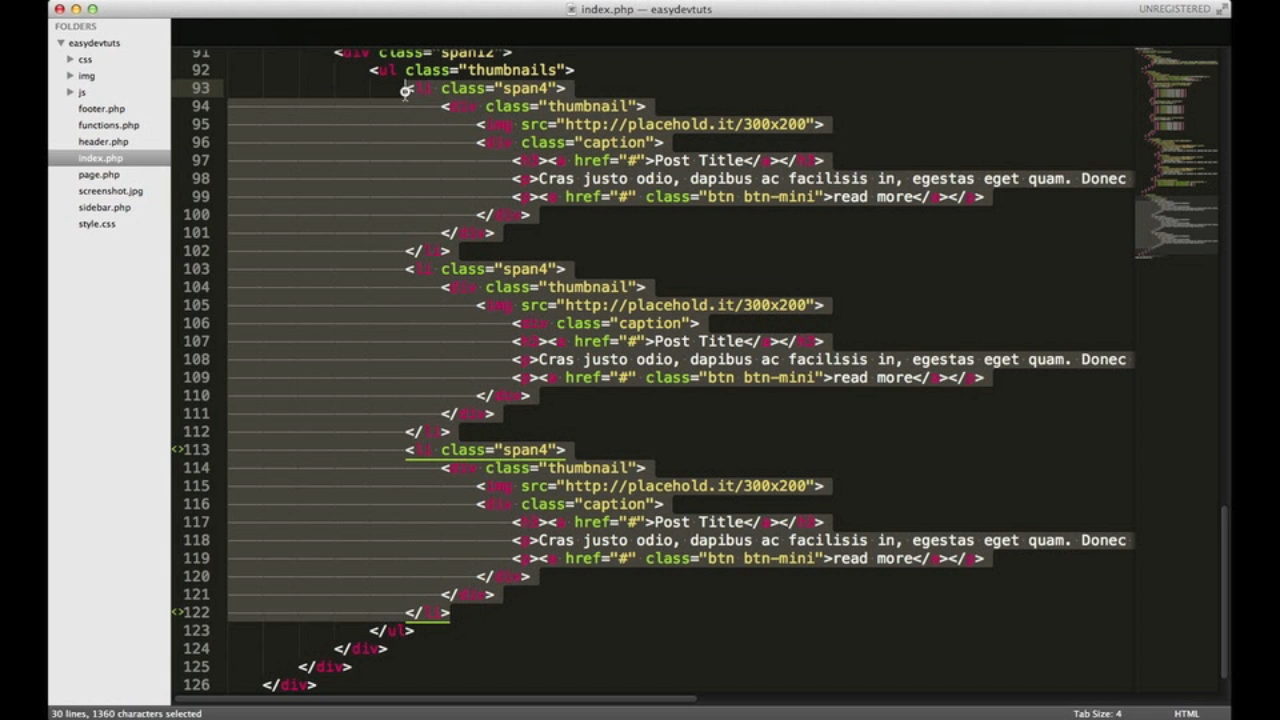 index.php — easydevtuts
UNREGISTERED
FOLDERS
easydevtuts
css
img
js
footer.php
functions.php
header.php
index.php
page.php
screenshot.jpg
sidebar.php
style.css
91 <div class="span12">
92 <ul class="thumbnails">
93 <li class="span4">
94 <div class="thumbnail">
95 <img src="http://placehold.it/300x200">
96 <div class="caption">
97 <h3><a href="#">Post Title</a></h3>
98 <p>Cras justo odio, dapibus ac facilisis in, egestas eget quam. Donec
99 <p><a href="#" class="btn btn-mini">read more</a></p>
100 </div>
101 </div>
102 </li>
103 <li class="span4">
104 <div class="thumbnail">
105 <img src="http://placehold.it/300x200">
106 <div class="caption">
107 <h3><a href="#">Post Title</a></h3>
108 <p>Cras justo odio, dapibus ac facilisis in, egestas eget quam. Donec
109 <p><a href="#" class="btn btn-mini">read more</a></p>
110 </div>
111 </div>
112 </li>
<>113 <li class="span4">
114 <div class="thumbnail">
115 <img src="http://placehold.it/300x200">
116 <div class="caption">
117 <h3><a href="#">Post Title</a></h3>
118 <p>Cras justo odio, dapibus ac facilisis in, egestas eget quam. Donec
119 <p><a href="#" class="btn btn-mini">read more</a></p>
120 </div>
121 </div>
<>122 </li>
123 </ul>
124 </div>
125 </div>
126 </div>
30 lines, 1360 characters selected
Tab Size: 4
HTML